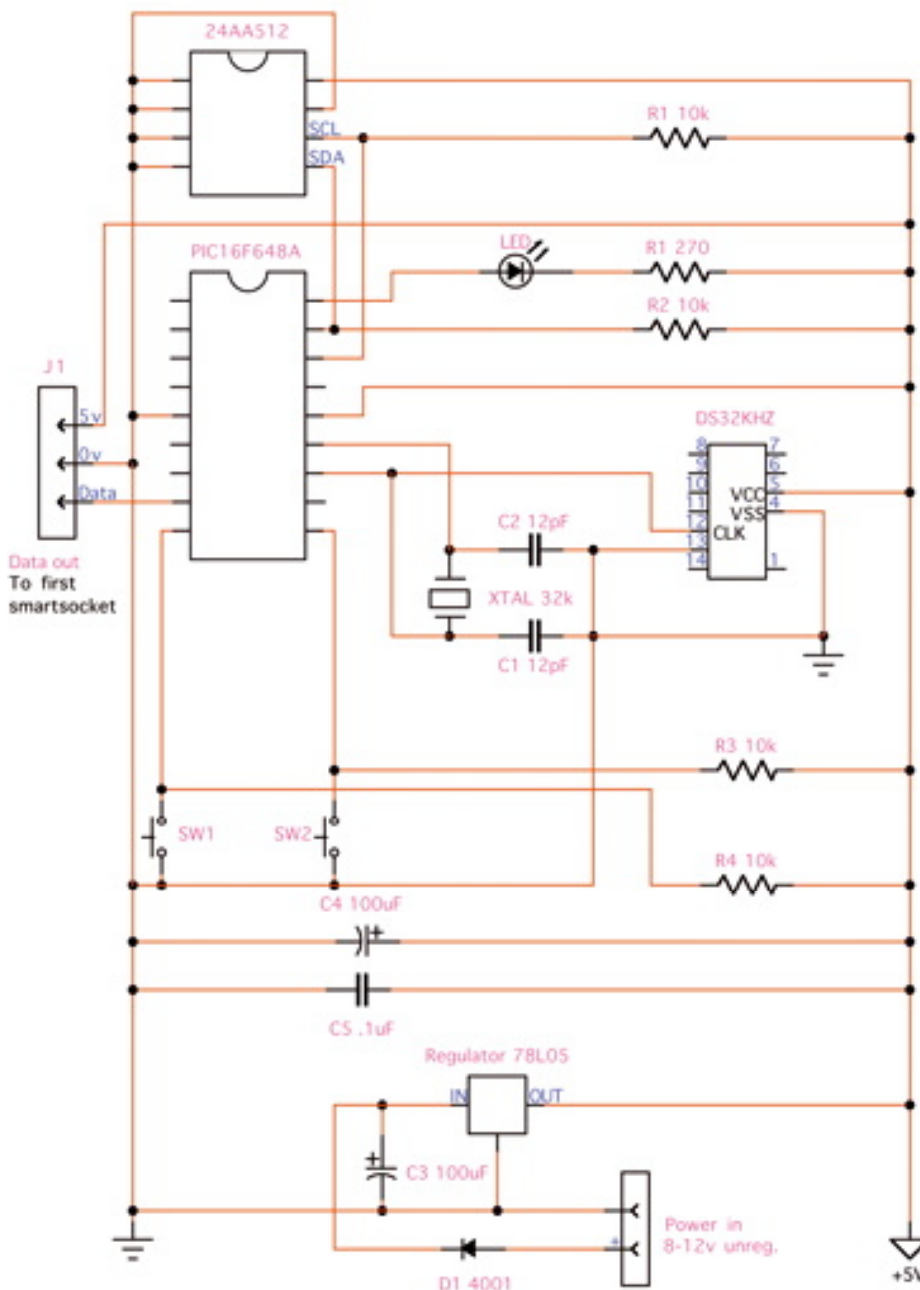 24AA512
SCL
SDA
R1 10k
PIC16F648A
LED
R1 270
R2 10k
J1
5v
0v
Data
Data out
To first
smartsocket
DS32KHZ
8
9
10
11
12
13
14
7
6
5
4
1
VCC
VSS
CLK
C2 12pF
XTAL 32k
C1 12pF
R3 10k
SW1
SW2
R4 10k
C4 100uF
+
C5 .1uF
Regulator 78L05
IN
OUT
+
C3 100uF
Power in
8-12v unreg.
+
D1 4001
+5V